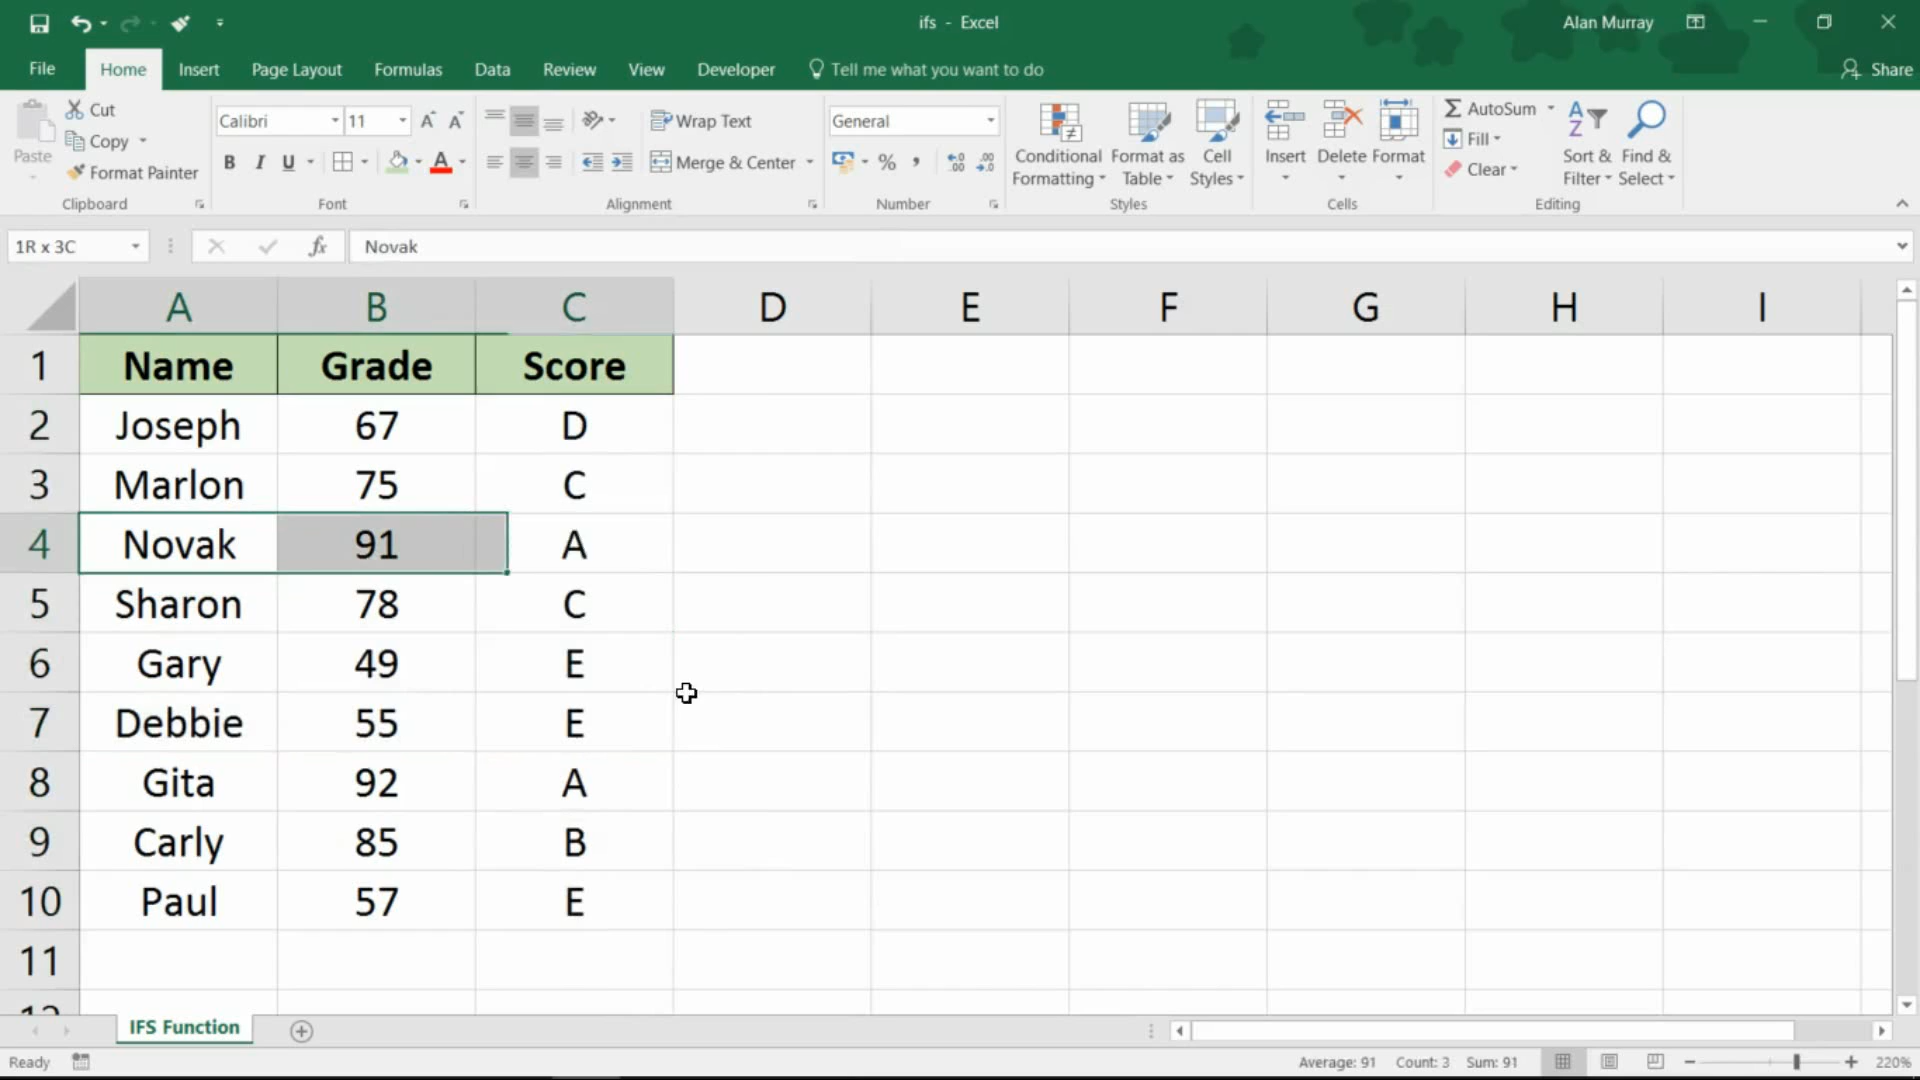 ifs - Excel
Alan Murray
File Home Insert Page Layout Formulas Data Review View Developer Tell me what you want to do Share
Paste
Cut
Copy
Format Painter
Clipboard
Calibri 11
B I U A
Font
Wrap Text
Merge & Center
Alignment
General
% ,
Number
Conditional Formatting
Format as Table
Cell Styles
Styles
Insert Delete Format
Cells
AutoSum
Fill
Clear
Sort & Filter
Find & Select
Editing
1R x 3C fx Novak
A B C D E F G H I
1 Name Grade Score
2 Joseph 67 D
3 Marlon 75 C
4 Novak 91 A
5 Sharon 78 C
6 Gary 49 E
7 Debbie 55 E
8 Gita 92 A
9 Carly 85 B
10 Paul 57 E
11
12
IFS Function
Ready Average: 91 Count: 3 Sum: 91 220%